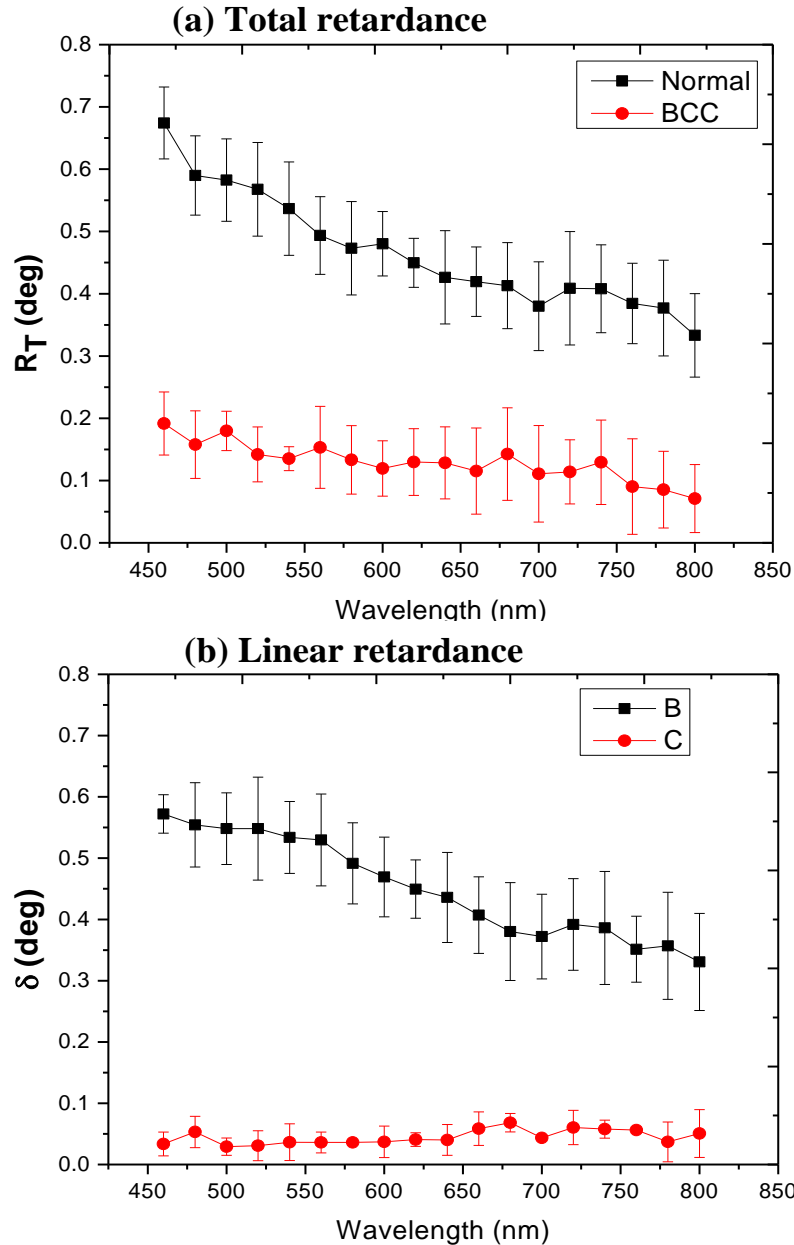 (a) Total retardance
0.8
0.7
0.6
0.5
0.4
0.3
0.2
0.1
0.0
R_T (deg)
Normal
BCC
450 500 550 600 650 700 750 800 850
Wavelength (nm)
(b) Linear retardance
0.8
0.7
0.6
0.5
0.4
0.3
0.2
0.1
0.0
δ (deg)
B
C
450 500 550 600 650 700 750 800 850
Wavelength (nm)